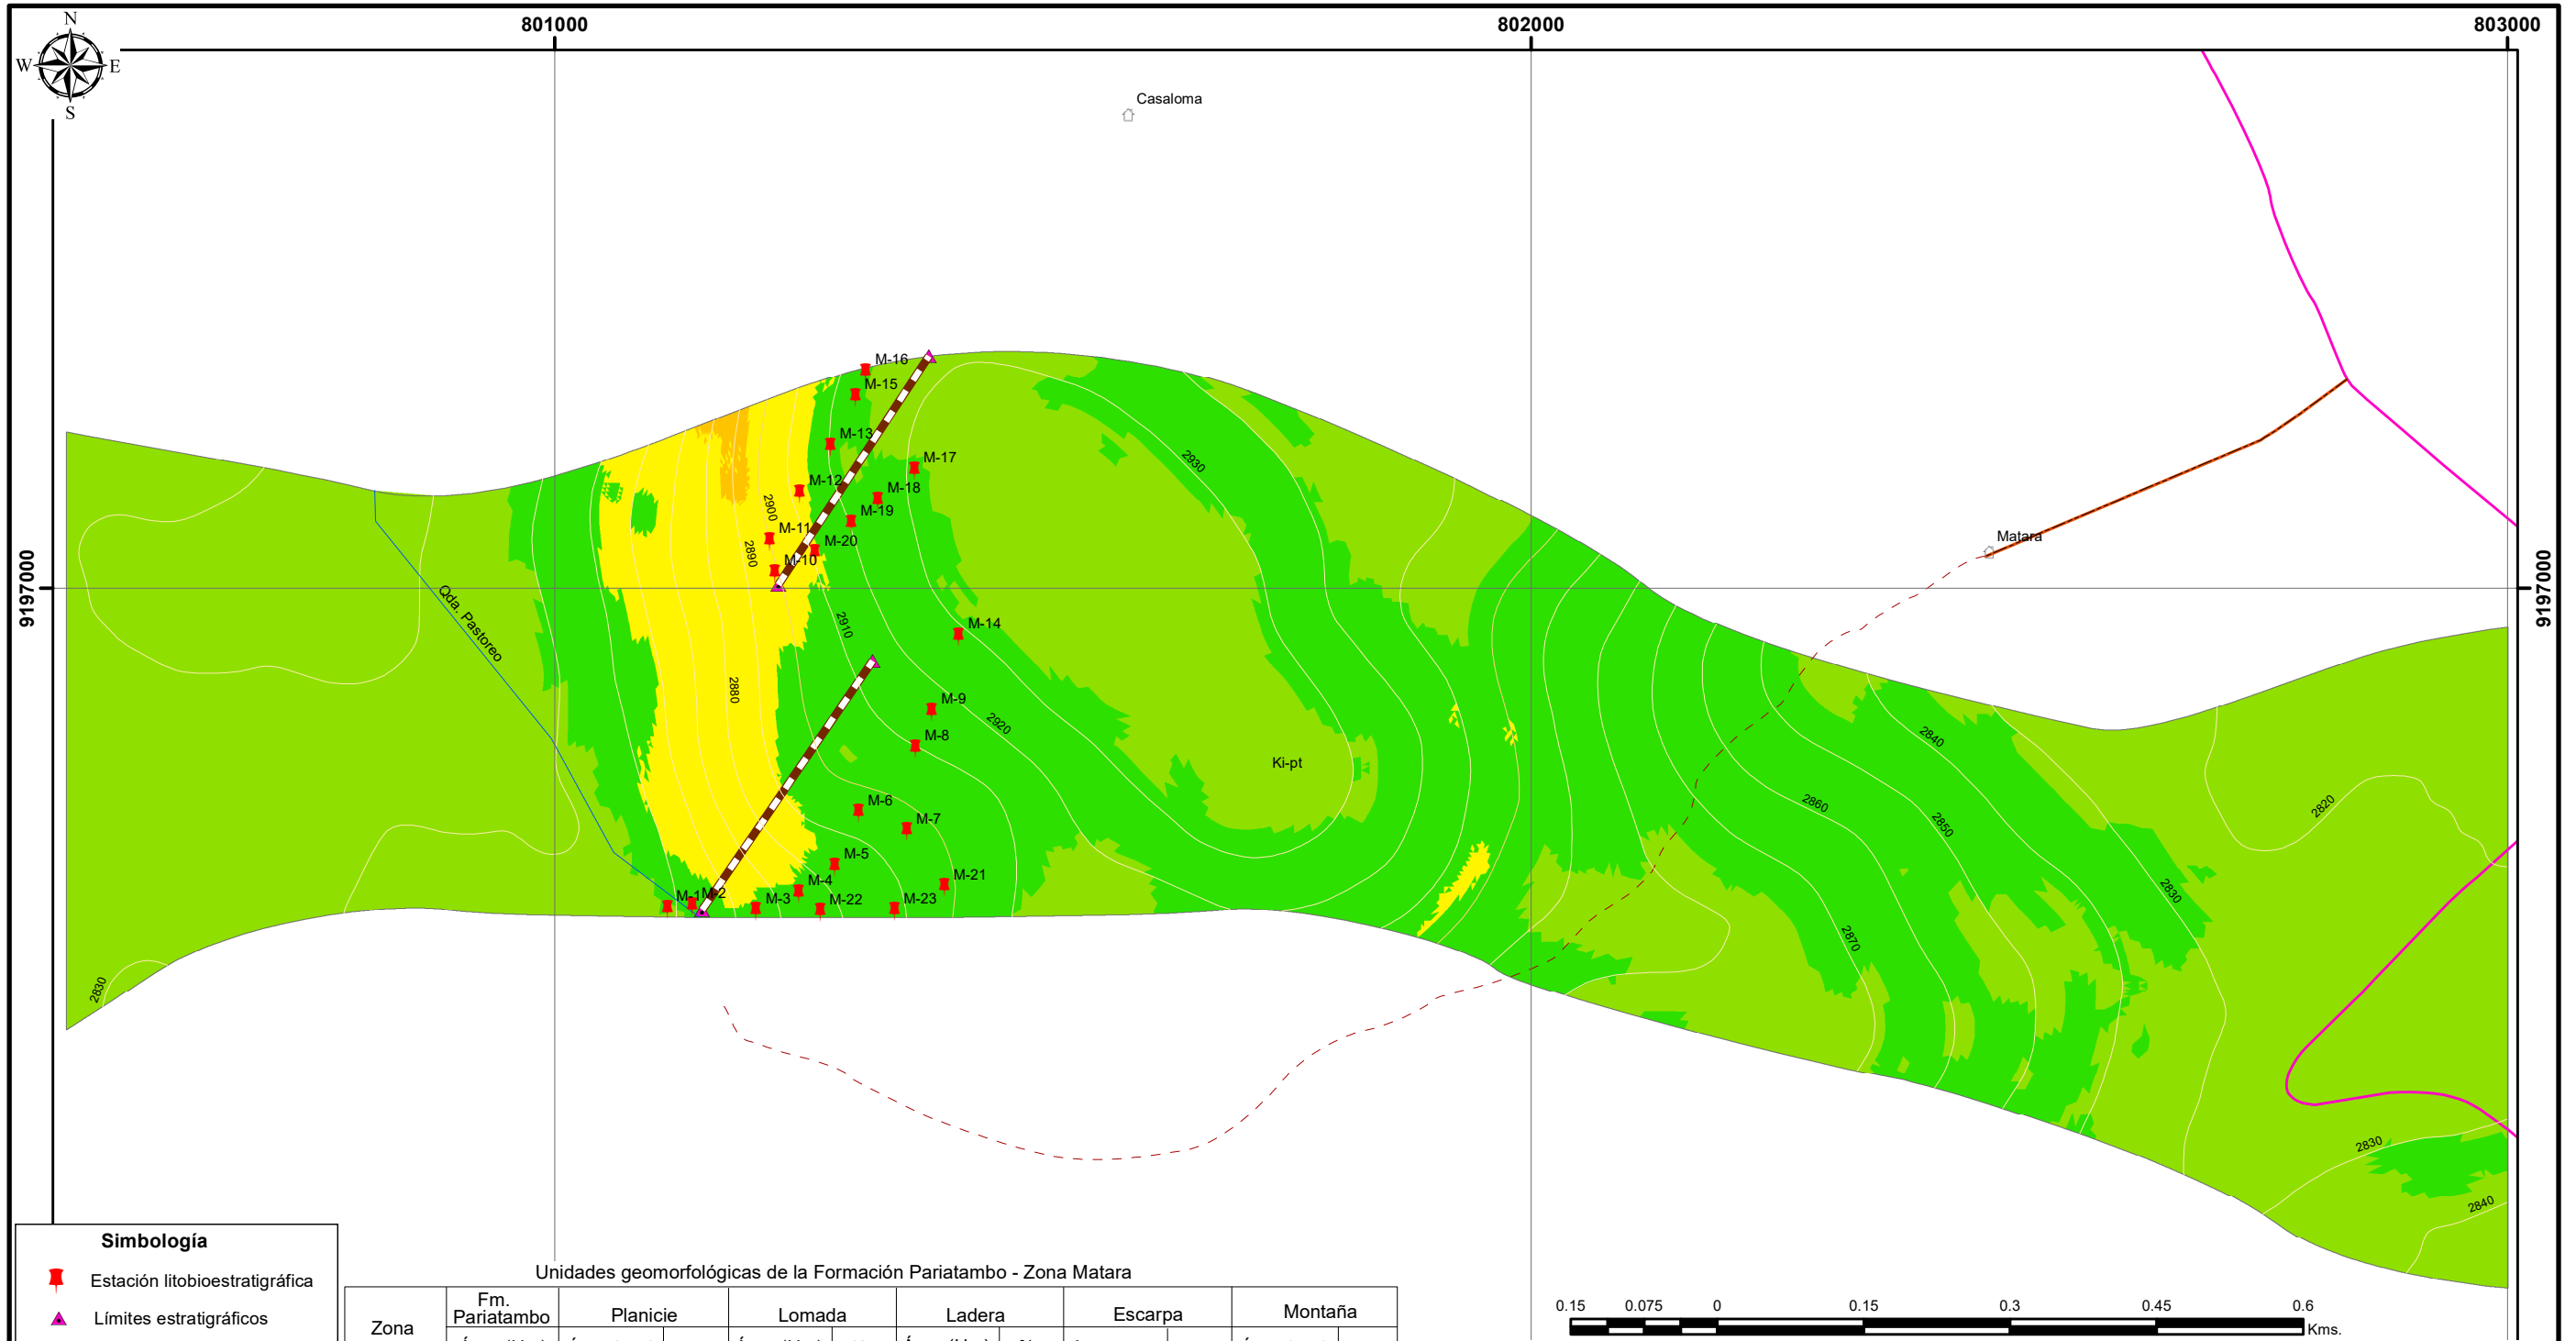 801000
802000
803000
N
W
E
S
Casaloma
M-16
M-15
M-13
2930
M-17
M-12
M-18
2900
M-19
M-11
Matara
M-20
2890
M-10
9197000
9197000
Qda. Pastoreo
2910
M-14
2880
M-9
2920
M-8
2840
Ki-pt
M-6
2860
2820
M-7
2850
M-5
M-21
M-4
2830
M-1
M-2
M-3
M-22
M-23
2870
2830
2830
2840
Simbología
Estación litobioestratigráfica
Límites estratigráficos
Unidades geomorfológicas de la Formación Pariatambo - Zona Matara
Zona
Fm.
Pariatambo
Planicie
Lomada
Ladera
Escarpa
Montaña
0.15
0.075
0
0.15
0.3
0.45
0.6
Kms.